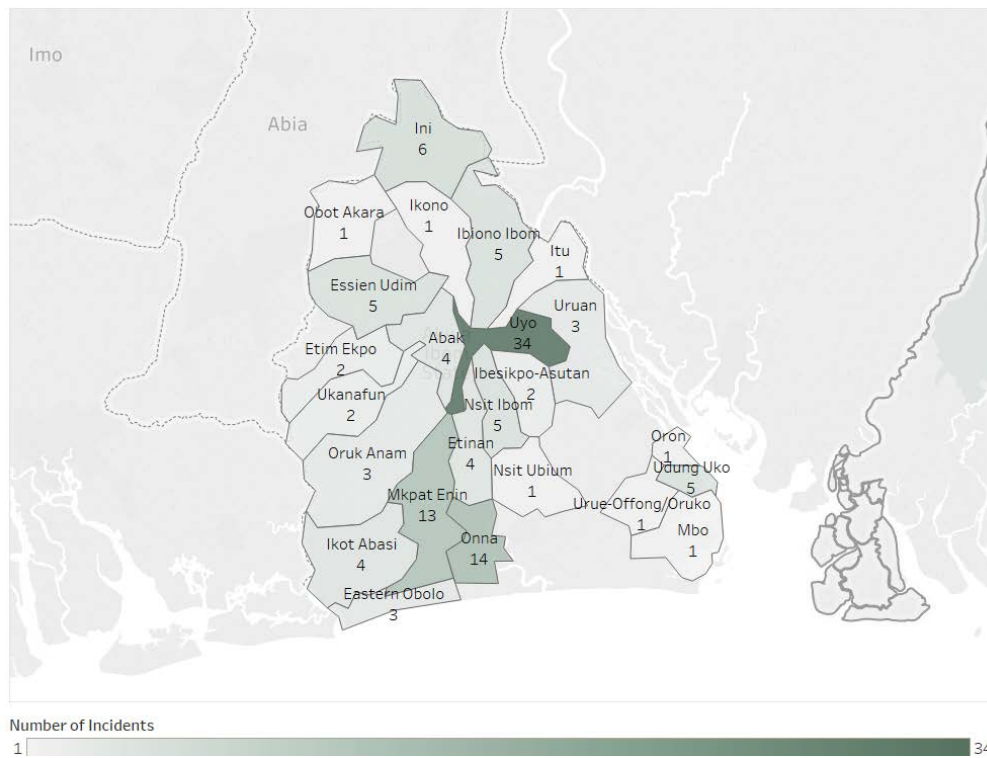 Imo
Abia
Ini
6
Obot Akara
1
Ikono
1
Ibiono Ibom
5
Itu
1
Essien Udim
5
Uruan
3
Uyo
34
Abak
4
Etim Ekpo
2
Ibesikpo-Asutan
2
Ukanafun
2
Nsit Ibom
5
Oruk Anam
3
Etinan
4
Oron
1
Udung Uko
5
Nsit Ubium
1
Mkpat Enin
13
Urue-Offong/Oruko
1
Mbo
1
Ikot Abasi
4
Onna
14
Eastern Obolo
3
Number of Incidents
1
34